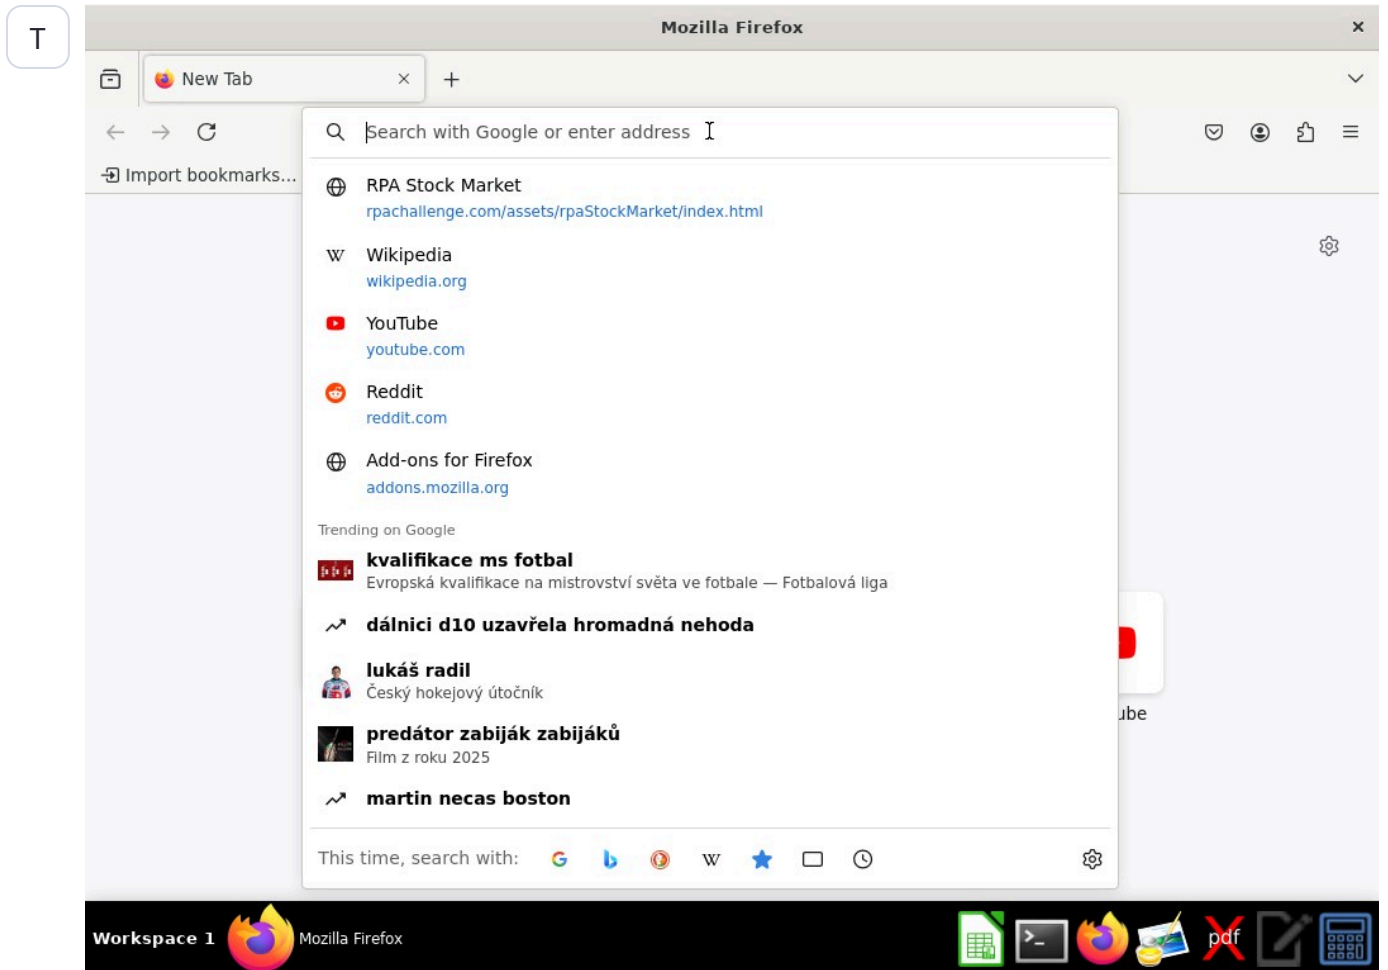 T
Mozilla Firefox
New Tab
Search with Google or enter address
Import bookmarks...
RPA Stock Market
rpachallenge.com/assets/rpaStockMarket/index.html
W
Wikipedia
wikipedia.org
YouTube
youtube.com
Reddit
reddit.com
Add-ons for Firefox
addons.mozilla.org
Trending on Google
kvalifikace ms fotbal
Evropská kvalifikace na mistrovství světa ve fotbale — Fotbalová liga
dálnici d10 uzavřela hromadná nehoda
lukáš radil
Český hokejový útočník
ube
predátor zabiják zabijáků
Film z roku 2025
martin necas boston
This time, search with: G b W
Workspace 1 Mozilla Firefox >_ pdf